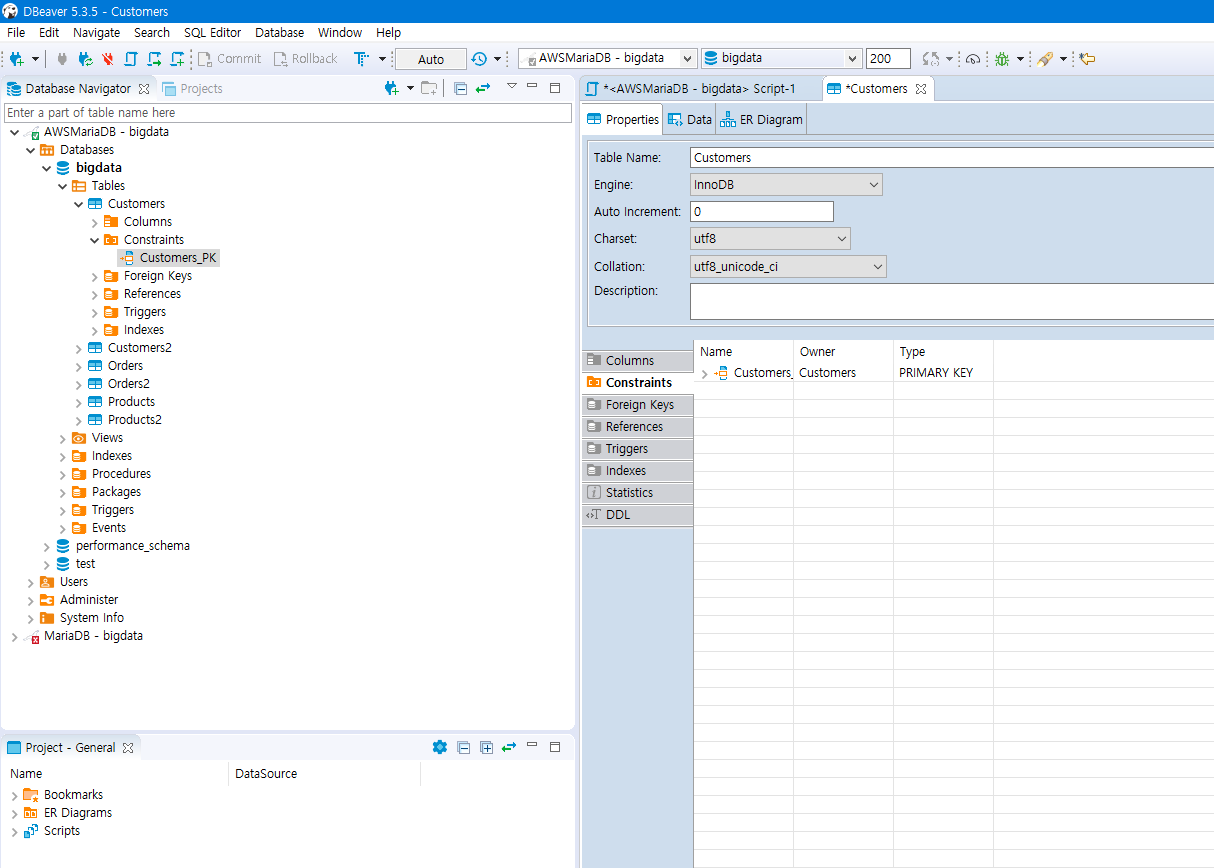 DBeaver 5.3.5 - Customers
File Edit Navigate Search SQL Editor Database Window Help
Commit Rollback Auto AWSMariaDB - bigdata bigdata 200
Database Navigator Projects
Enter a part of table name here
AWSMariaDB - bigdata
Databases
bigdata
Tables
Customers
Columns
Constraints
Customers_PK
Foreign Keys
References
Triggers
Indexes
Customers2
Orders
Orders2
Products
Products2
Views
Indexes
Procedures
Packages
Triggers
Events
performance_schema
test
Users
Administer
System Info
MariaDB - bigdata
Project - General
Name DataSource
Bookmarks
ER Diagrams
Scripts
*<AWSMariaDB - bigdata> Script-1 *Customers
Properties Data ER Diagram
Table Name: Customers
Engine: InnoDB
Auto Increment: 0
Charset: utf8
Collation: utf8_unicode_ci
Description:
Columns
Constraints
Foreign Keys
References
Triggers
Indexes
Statistics
DDL
Name Owner Type
Customers_ Customers PRIMARY KEY